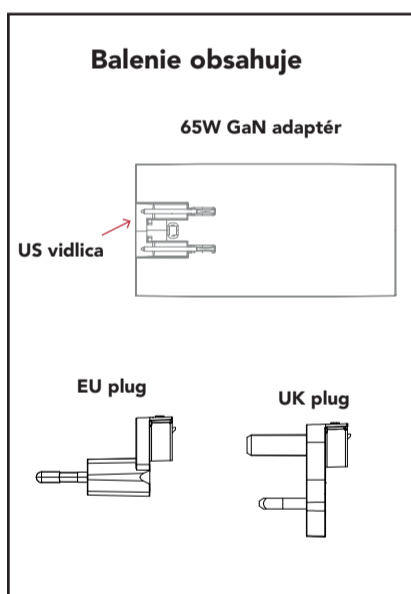 Balenie obsahuje
65W GaN adaptér
US vidlica
EU plug
UK plug